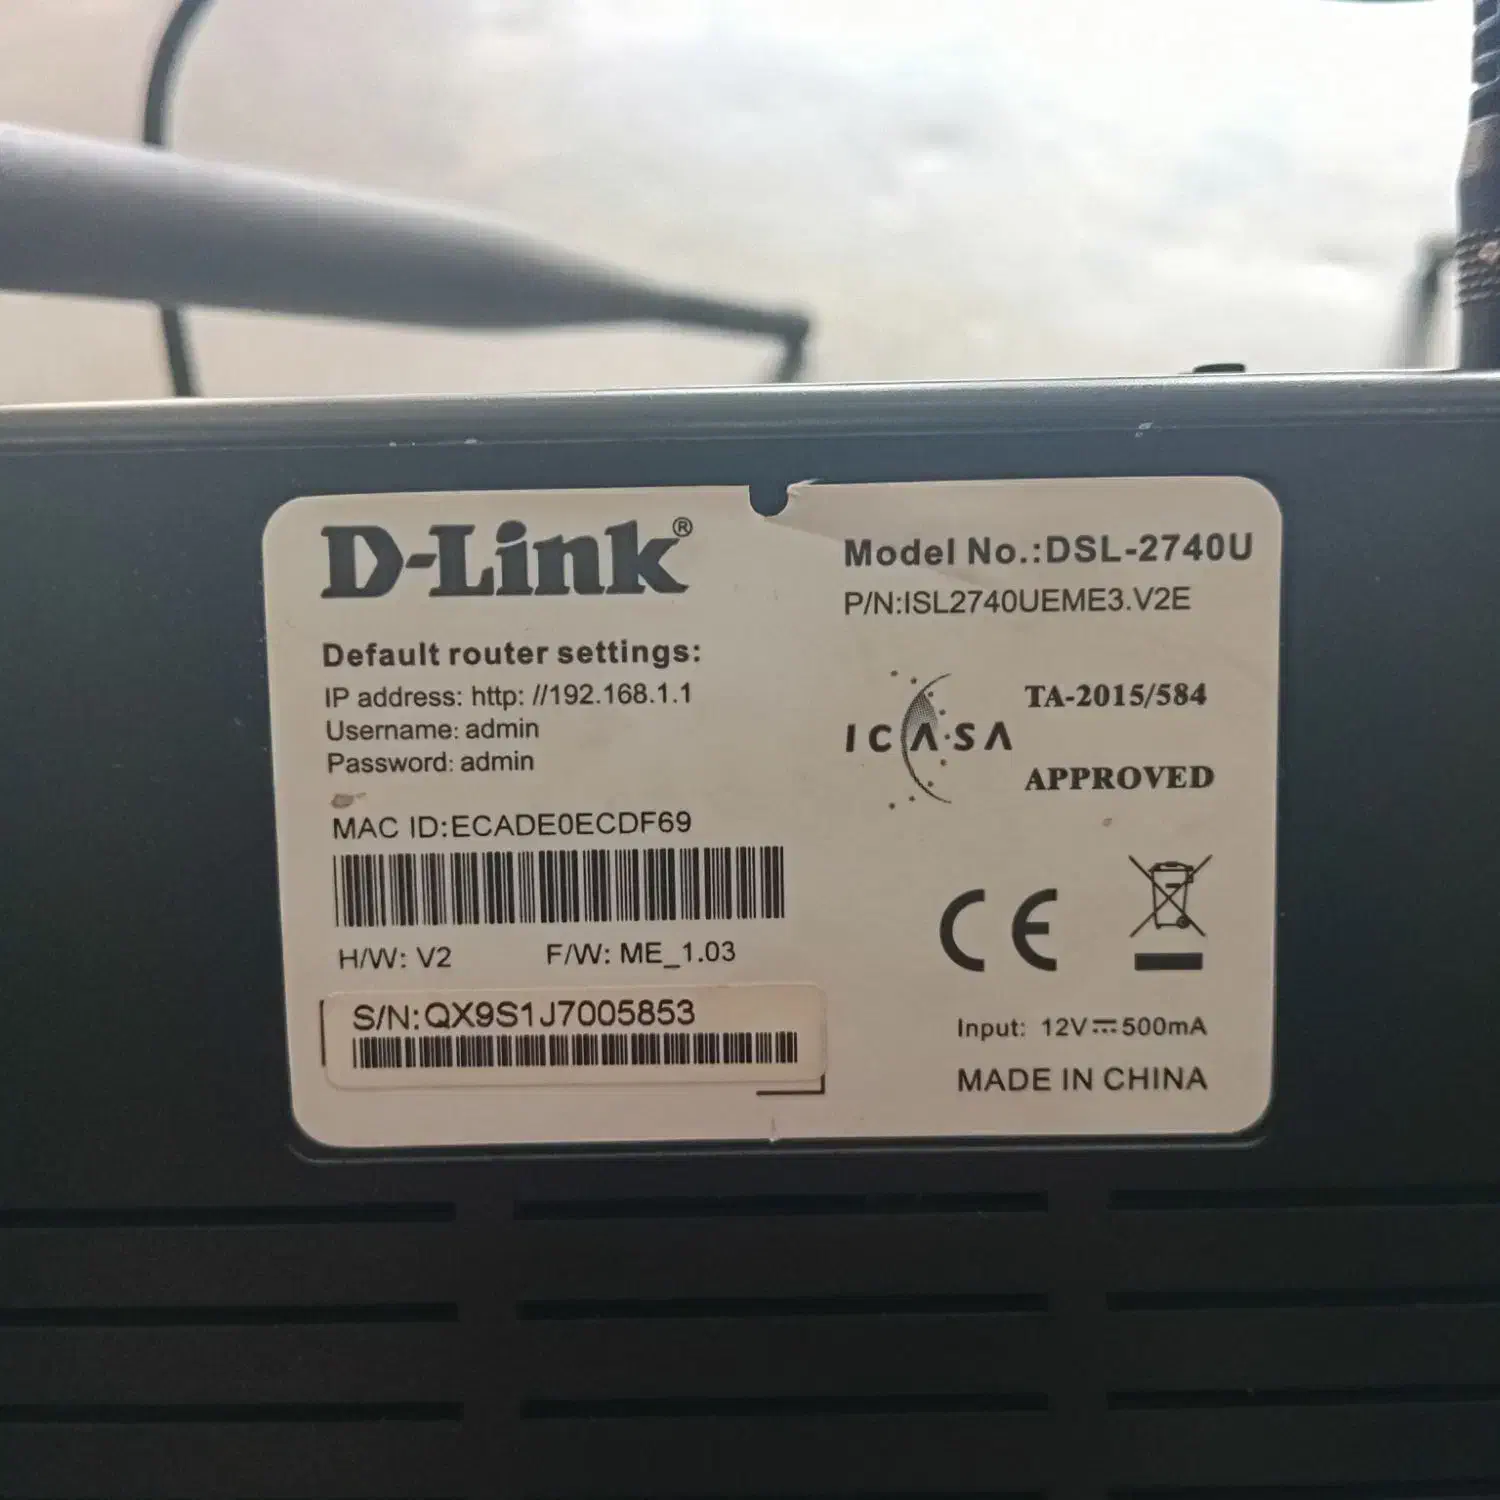 D-Link®
Default router settings:
IP address: http: //192.168.1.1
Username: admin
Password: admin
MAC ID:ECADE0ECDF69
H/W: V2 F/W: ME_1.03
S/N:QX9S1J7005853
Model No.:DSL-2740U
P/N:ISL2740UEME3.V2E
ICASA
TA-2015/584
APPROVED
CE
Input: 12V⎓500mA
MADE IN CHINA